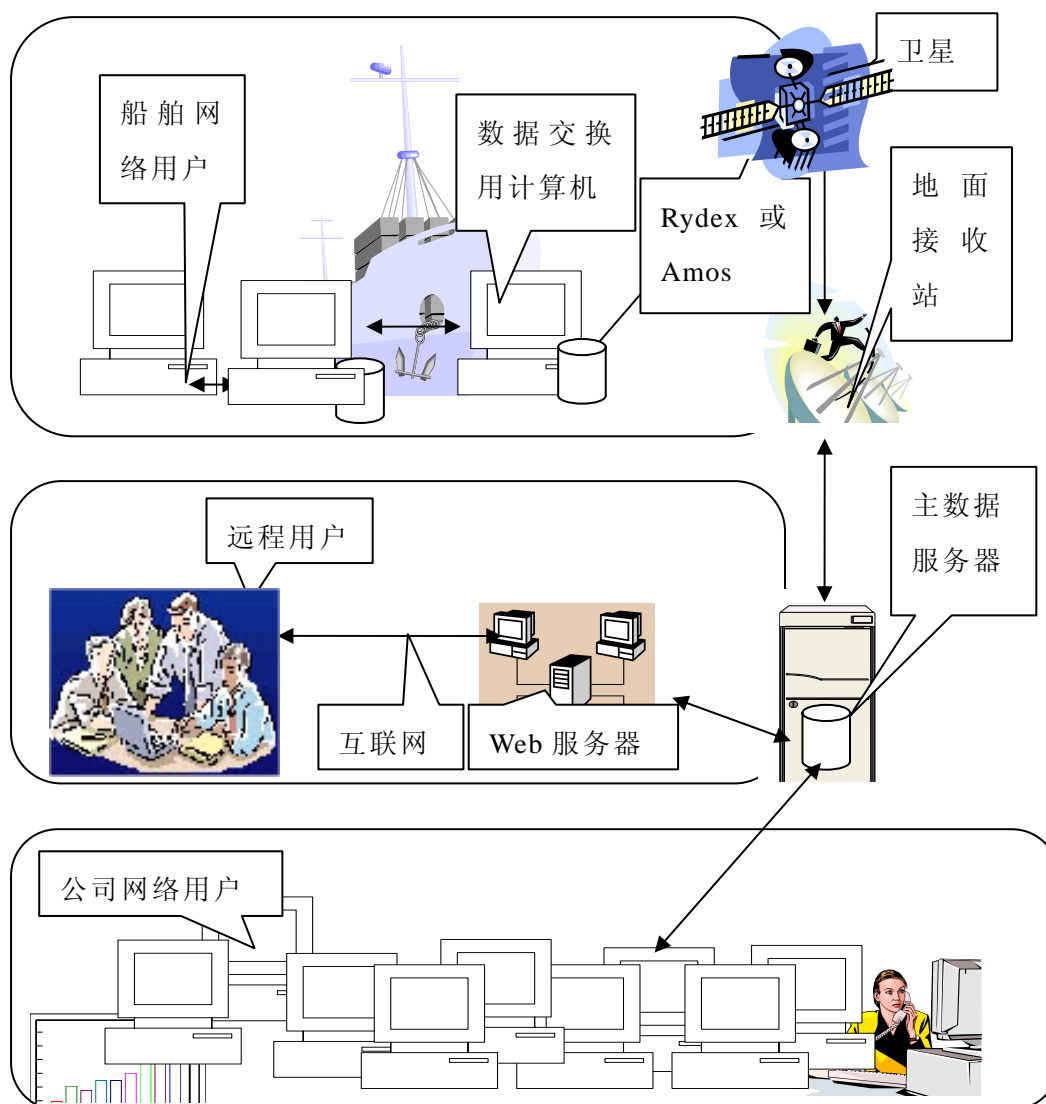 卫星
船舶网
络用户
数据交换
用计算机
Rydex 或
Amos
地面
接收
站
远程用户
主数据
服务器
互联网
Web 服务器
公司网络用户